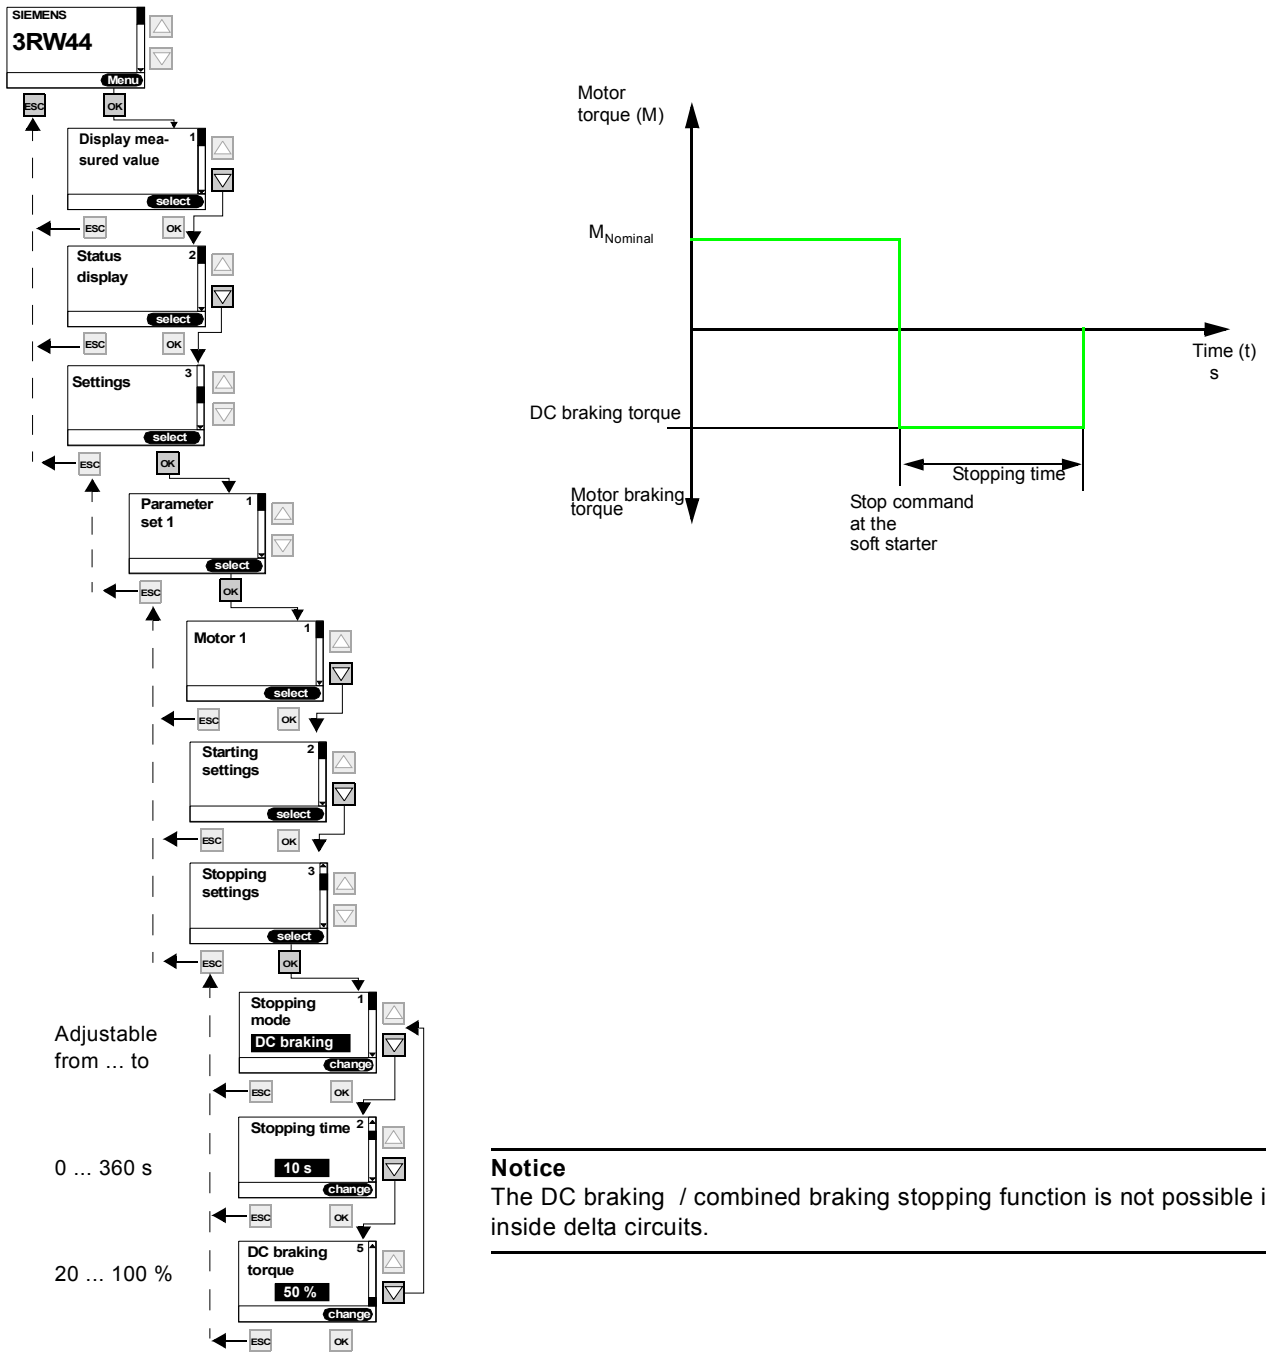 SIEMENS
3RW44
Menu
ESC
OK
Display mea-
sured value
1
select
ESC
OK
Status
display
2
select
ESC
OK
Settings
3
select
ESC
OK
Parameter
set 1
1
select
ESC
OK
Motor 1
1
select
ESC
OK
Starting
settings
2
select
ESC
OK
Stopping
settings
3
select
ESC
OK
Adjustable
from ... to
Stopping
mode
1
DC braking
change
ESC
OK
0 ... 360 s
Stopping time
2
10 s
change
ESC
OK
20 ... 100 %
DC braking
torque
5
50 %
change
ESC
OK
Motor
torque (M)
MNominal
Time (t)
s
DC braking torque
Stopping time
Motor braking
torque
Stop command
at the
soft starter
Notice
The DC braking / combined braking stopping function is not possible i
inside delta circuits.